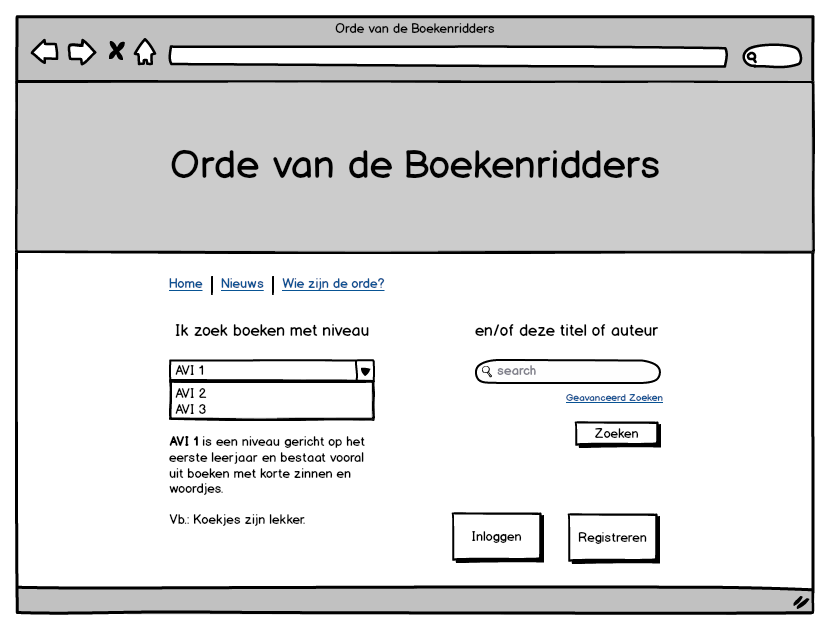 Orde van de Boekenridders
Orde van de Boekenridders
Home | Nieuws | Wie zijn de orde?
Ik zoek boeken met niveau
AVI 1
AVI 2
AVI 3
AVI 1 is een niveau gericht op het
eerste leerjaar en bestaat vooral
uit boeken met korte zinnen en
woordjes.
Vb.: Koekjes zijn lekker.
en/of deze titel of auteur
search
Geavanceerd Zoeken
Zoeken
Inloggen
Registreren